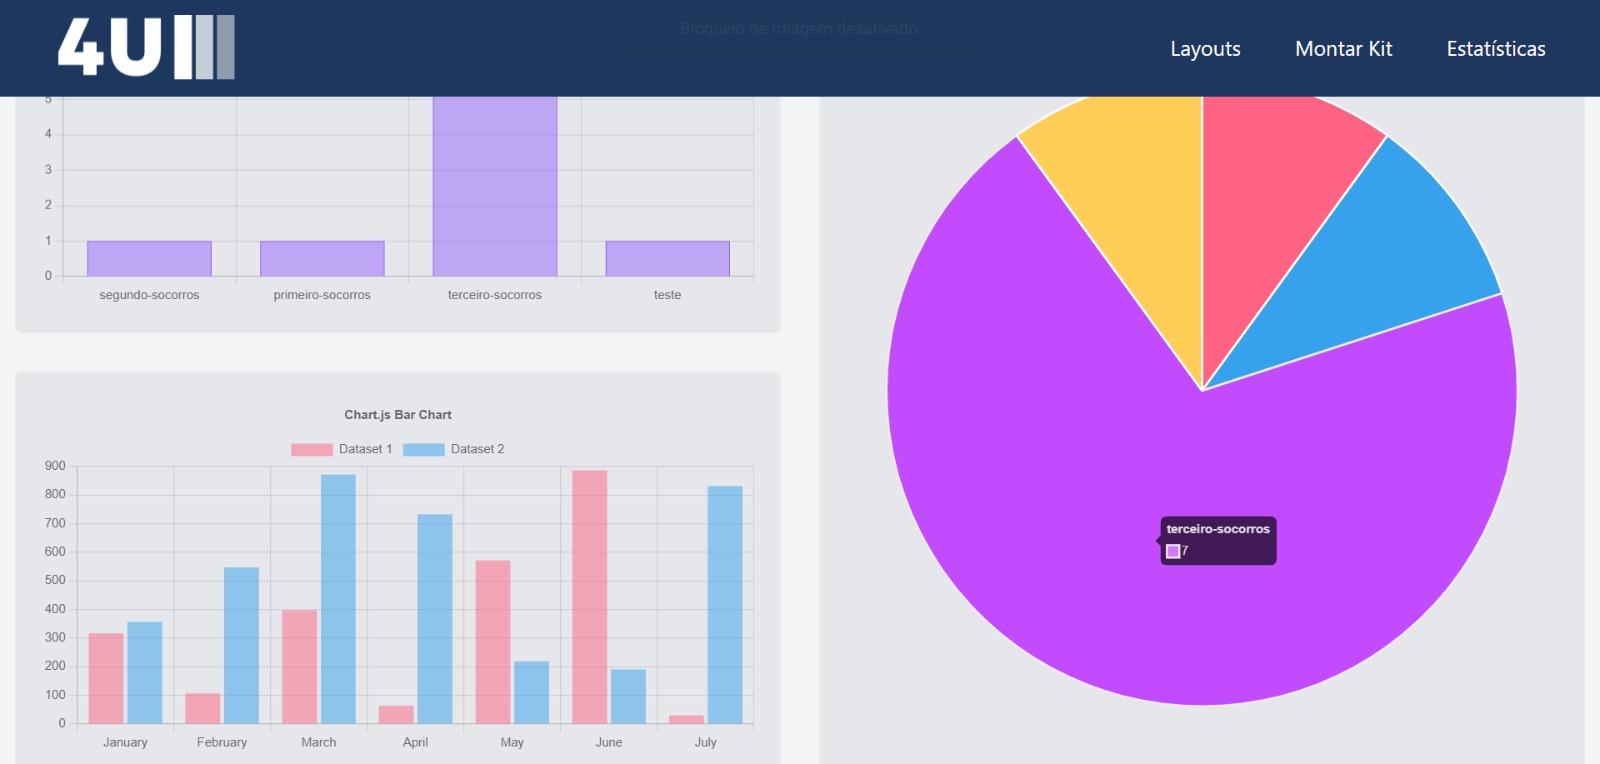 4U
Bloqueio de rolagem desativado
Layouts Montar Kit Estatísticas
5
4
3
2
1
0
segundo-socorros primeiro-socorros terceiro-socorros teste
Chart.js Bar Chart
Dataset 1 Dataset 2
900
800
700
600
500
400
300
200
100
0
January February March April May June July
terceiro-socorros
7